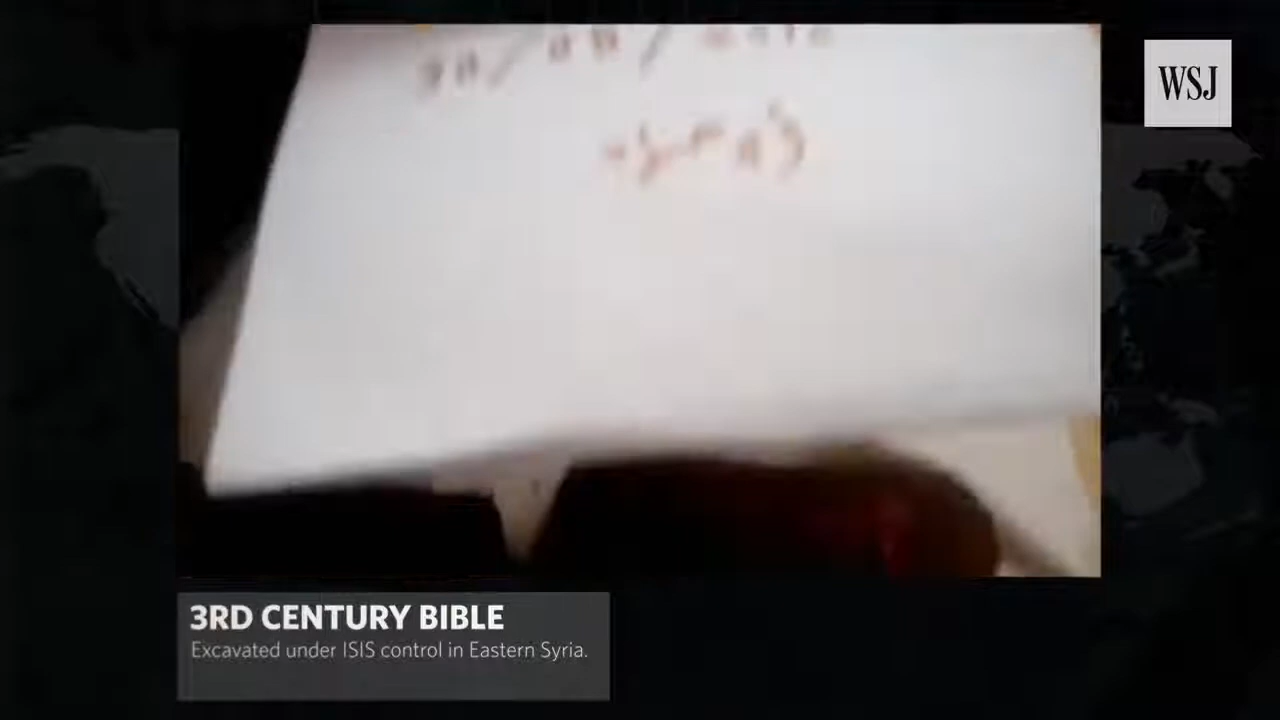 WSJ
3RD CENTURY BIBLE
Excavated under ISIS control in Eastern Syria.